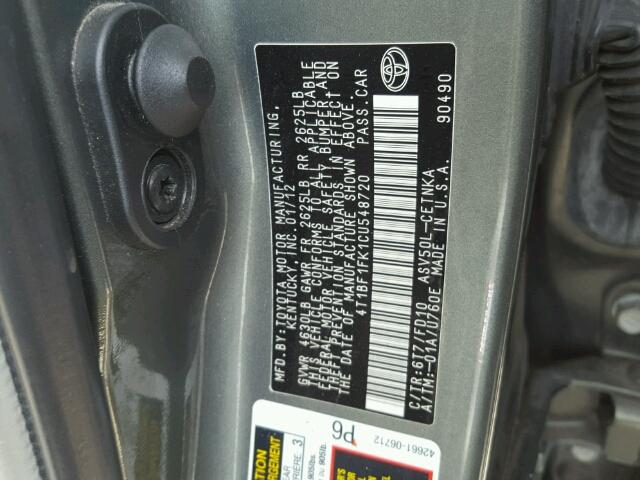 MFD.BY:TOYOTA MOTOR MANUFACTURING,
KENTUCKY, INC. 01/12
GVWR 4630LB GAWR FR 2625LB RR 2625LB
THIS VEHICLE CONFORMS TO ALL APPLICABLE
FEDERAL MOTOR VEHICLE SAFETY, BUMPER, AND
THEFT PREVENTION STANDARDS IN EFFECT ON
THE DATE OF MANUFACTURE SHOWN ABOVE.
4T1BF1FK1CU548720 PASS.CAR
C/TR:6T7/FD10 ASV50L-CETNKA
A/TM:-01A/U760E MADE IN U.S.A. 90490
42661-06712
P6
3
905lb.